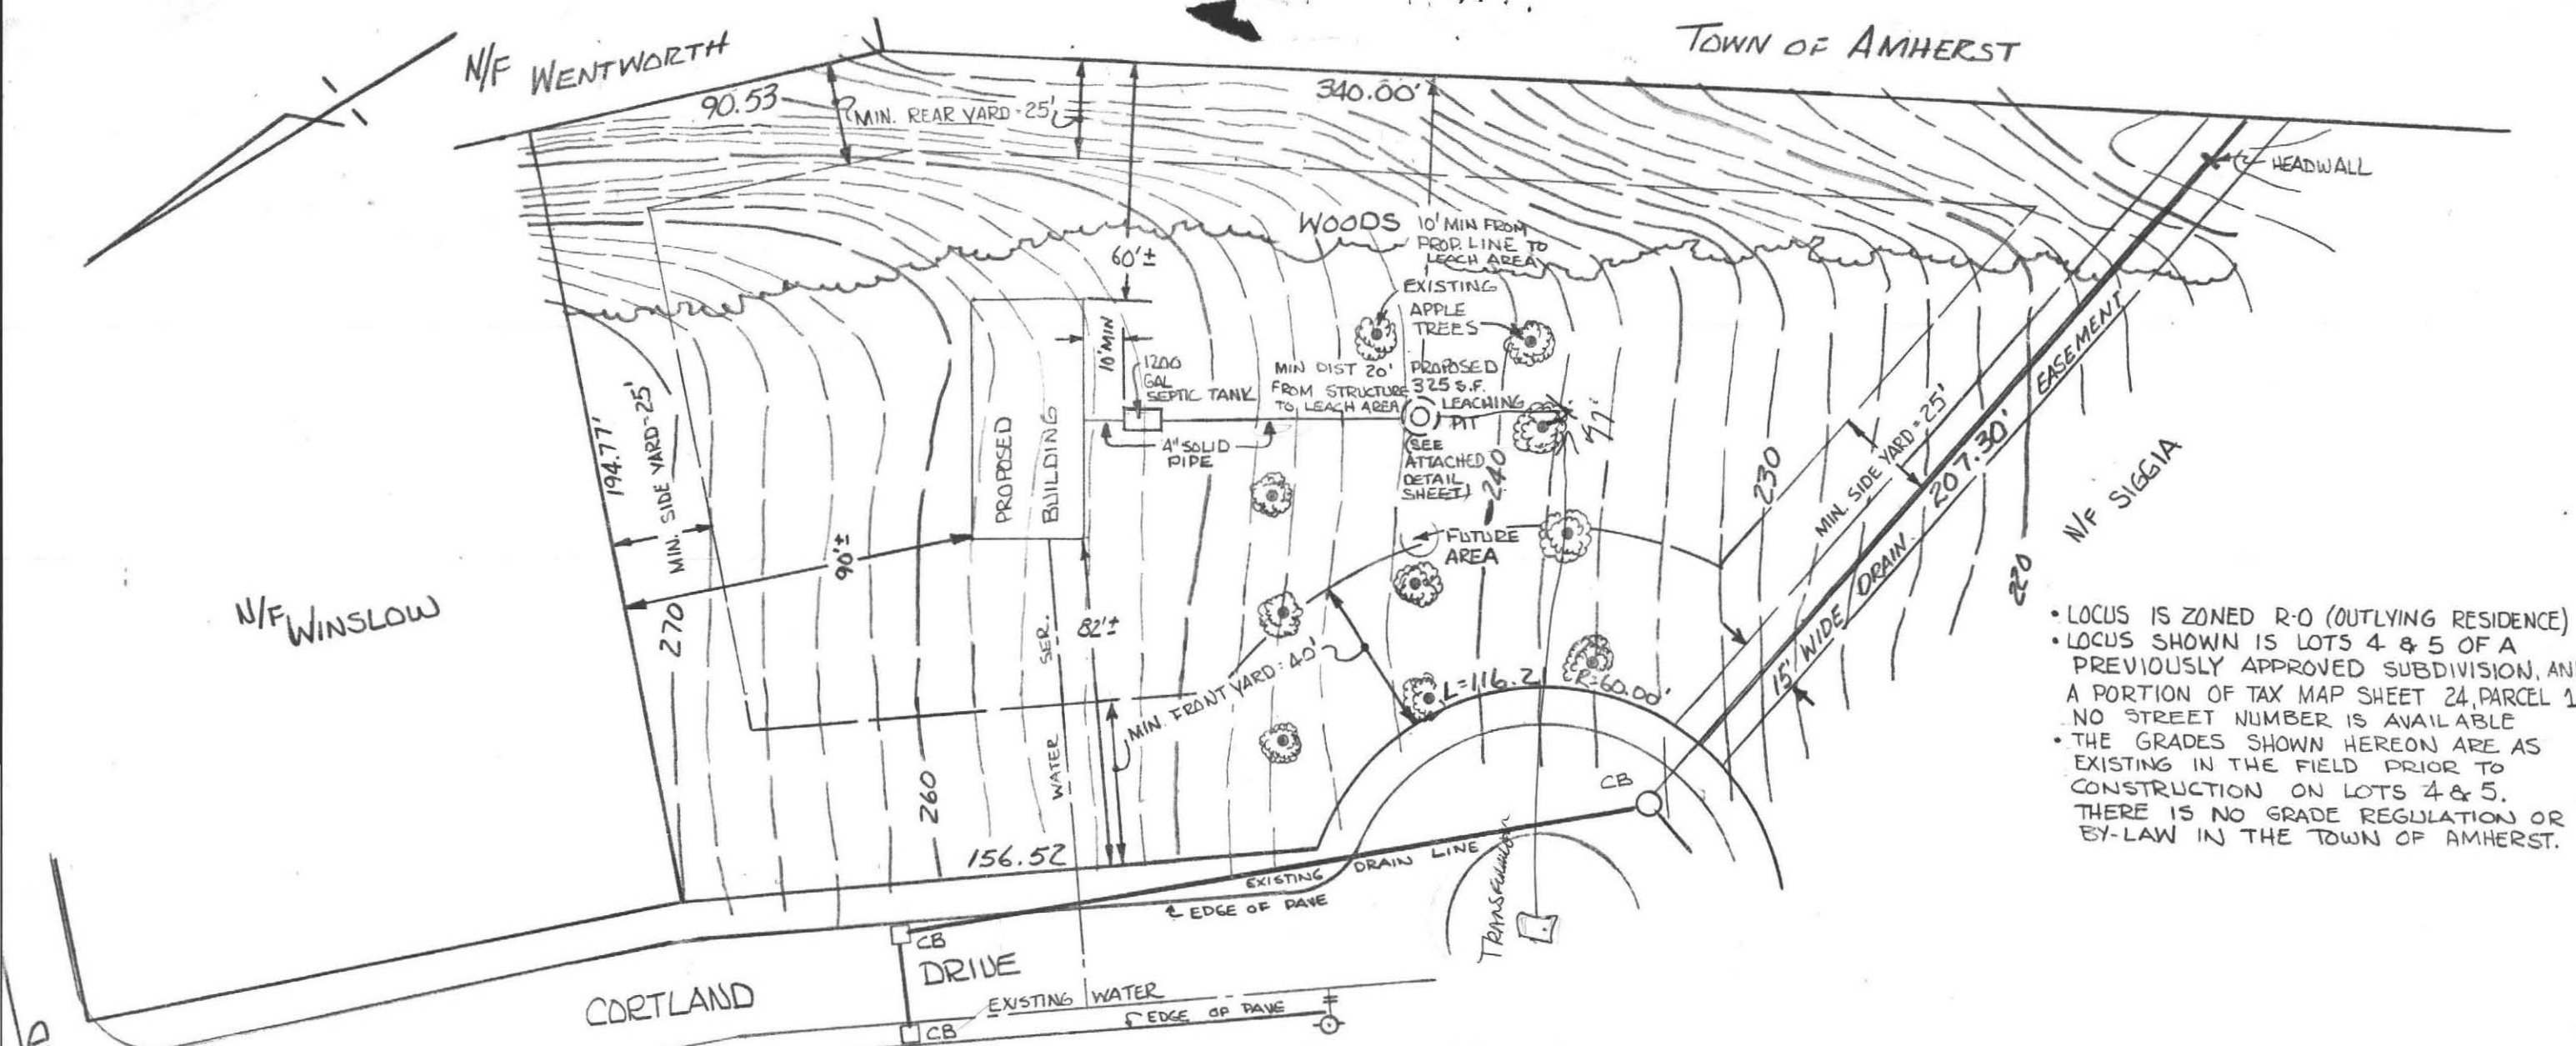 TOWN OF AMHERST
N/F WENTWORTH
90.53
MIN. REAR YARD-25'
340.00'
HEADWALL
WOODS
10' MIN FROM
PROP. LINE TO
LEACH AREA
60'±
EXISTING
APPLE
TREES
10' MIN
1200
GAL
SEPTIC TANK
MIN DIST 20'
FROM STRUCTURE
TO LEACH AREA
PROPOSED
325 S.F.
LEACHING
PIT
(SEE
ATTACHED
DETAIL
SHEET)
4" SOLID
PIPE
PROPOSED
BUILDING
194.77'
MIN. SIDE YARD-25'
270
90'±
240
230
MIN. SIDE YARD=25'
207.30'
15' WIDE DRAIN EASEMENT
N/F SIGGIA
220
FUTURE
AREA
N/F WINSLOW
82'±
WATER SER.
MIN. FRONT YARD=40'
L=116.21
R=60.00'
260
156.52
CB
EXISTING DRAIN LINE
EDGE OF PAVE
TRANSFORMER
CB
CORTLAND DRIVE
EXISTING WATER
EDGE OF PAVE
CB
• LOCUS IS ZONED R-O (OUTLYING RESIDENCE)
• LOCUS SHOWN IS LOTS 4 & 5 OF A
PREVIOUSLY APPROVED SUBDIVISION, AN
A PORTION OF TAX MAP SHEET 24, PARCEL 1
NO STREET NUMBER IS AVAILABLE
• THE GRADES SHOWN HEREON ARE AS
EXISTING IN THE FIELD PRIOR TO
CONSTRUCTION ON LOTS 4 & 5.
THERE IS NO GRADE REGULATION OR
BY-LAW IN THE TOWN OF AMHERST.